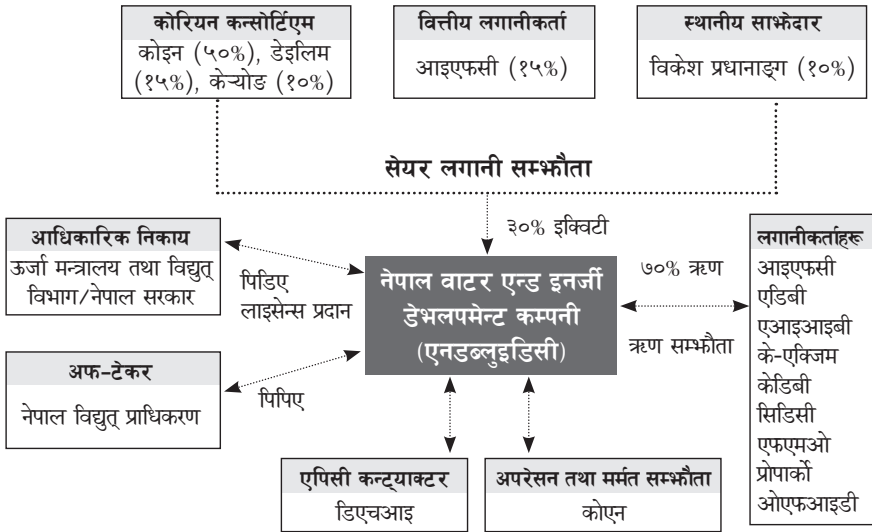 कोरियन कन्सोर्टिएम
कोइन (५०%), डेइलिम
(१५%), केऱ्योङ (१०%)
वित्तीय लगानीकर्ता
आइएफसी (१५%)
स्थानीय साझेदार
विकेश प्रधानाङ्ग (१०%)
सेयर लगानी सम्झौता
३०% इक्विटी
आधिकारिक निकाय
ऊर्जा मन्त्रालय तथा विद्युत्
विभाग/नेपाल सरकार
पिडिए
लाइसेन्स प्रदान
नेपाल वाटर एन्ड इनर्जी
डेभलपमेन्ट कम्पनी
(एनडब्लुइडिसी)
७०% ऋण
ऋण सम्झौता
लगानीकर्ताहरू
आइएफसी
एडिबी
एआइआइबी
के-एक्जिम
केडिबी
सिडिसी
एफएमओ
प्रोपार्को
ओएफआइडी
अफ-टेकर
नेपाल विद्युत् प्राधिकरण
पिपिए
एपिसी कन्ट्याक्टर
डिएचआइ
अपरेसन तथा मर्मत सम्झौता
कोएन